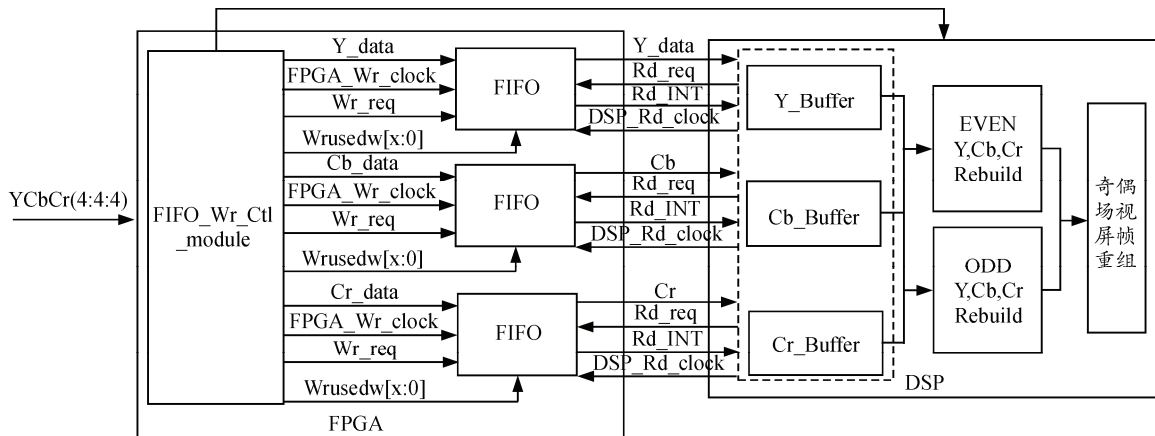 YCbCr(4:4:4)
FIFO_Wr_Ctl
_module
Y_data
FPGA_Wr_clock
Wr_req
Wrusedw[x:0]
Cb_data
FPGA_Wr_clock
Wr_req
Wrusedw[x:0]
Cr_data
FPGA_Wr_clock
Wr_req
Wrusedw[x:0]
FPGA
FIFO
FIFO
FIFO
Y_data
Rd_req
Rd_INT
DSP_Rd_clock
Cb
Rd_req
Rd_INT
DSP_Rd_clock
Cr
Rd_req
Rd_INT
DSP_Rd_clock
Y_Buffer
Cb_Buffer
Cr_Buffer
EVEN
Y,Cb,Cr
Rebuild
ODD
Y,Cb,Cr
Rebuild
奇偶
场视
屏帧
重组
DSP